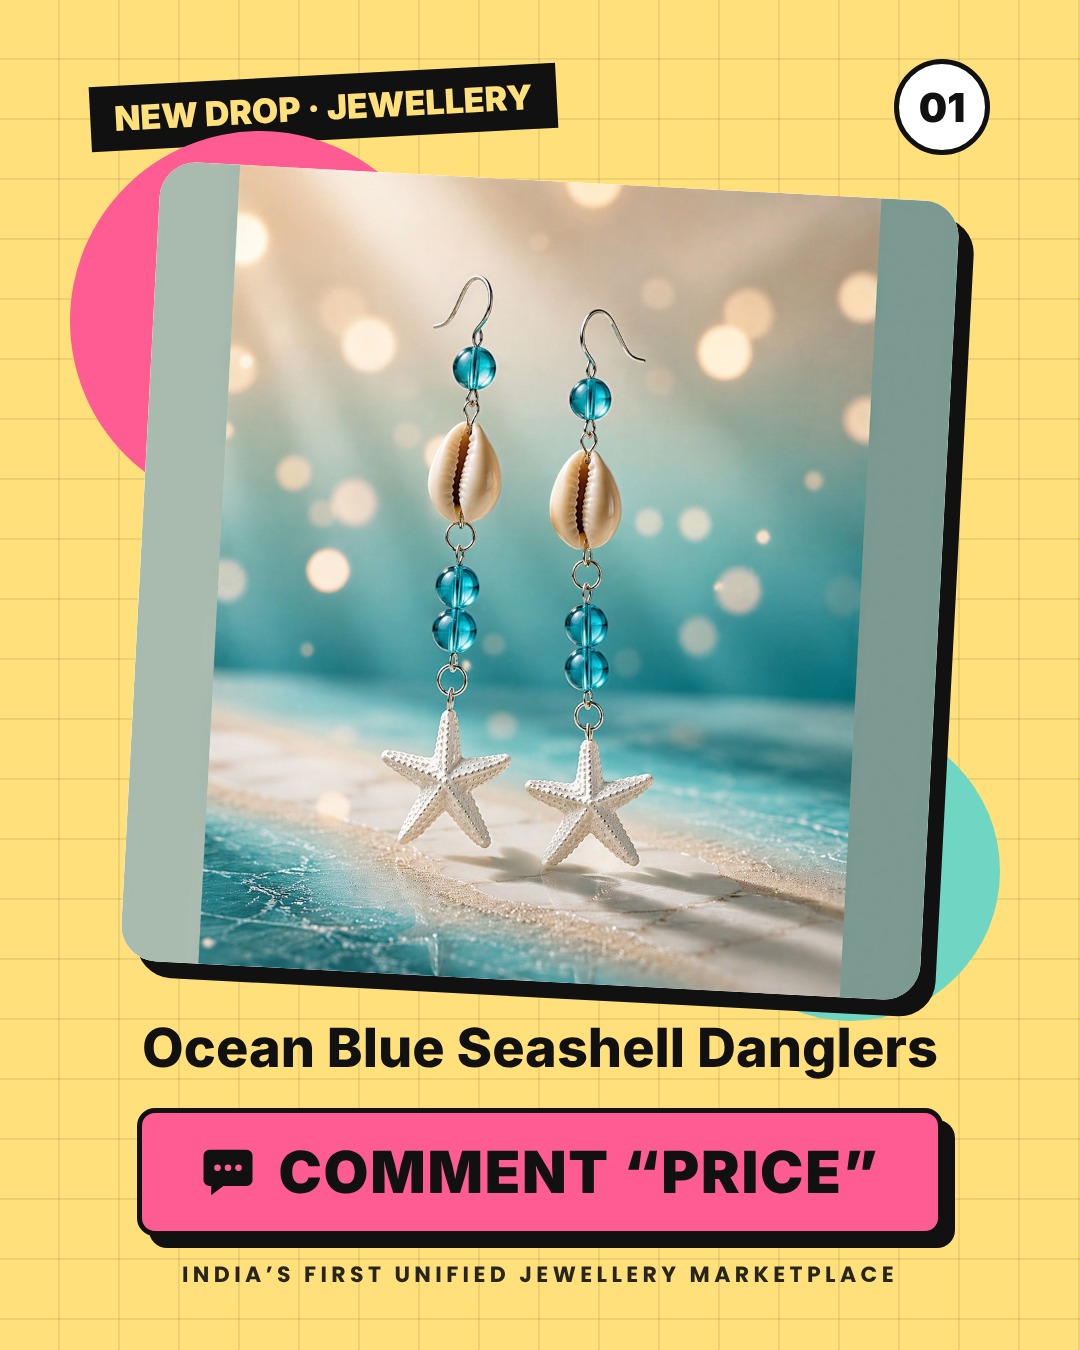 NEW DROP · JEWELLERY
01
Ocean Blue Seashell Danglers
COMMENT “PRICE”
INDIA’S FIRST UNIFIED JEWELLERY MARKETPLACE